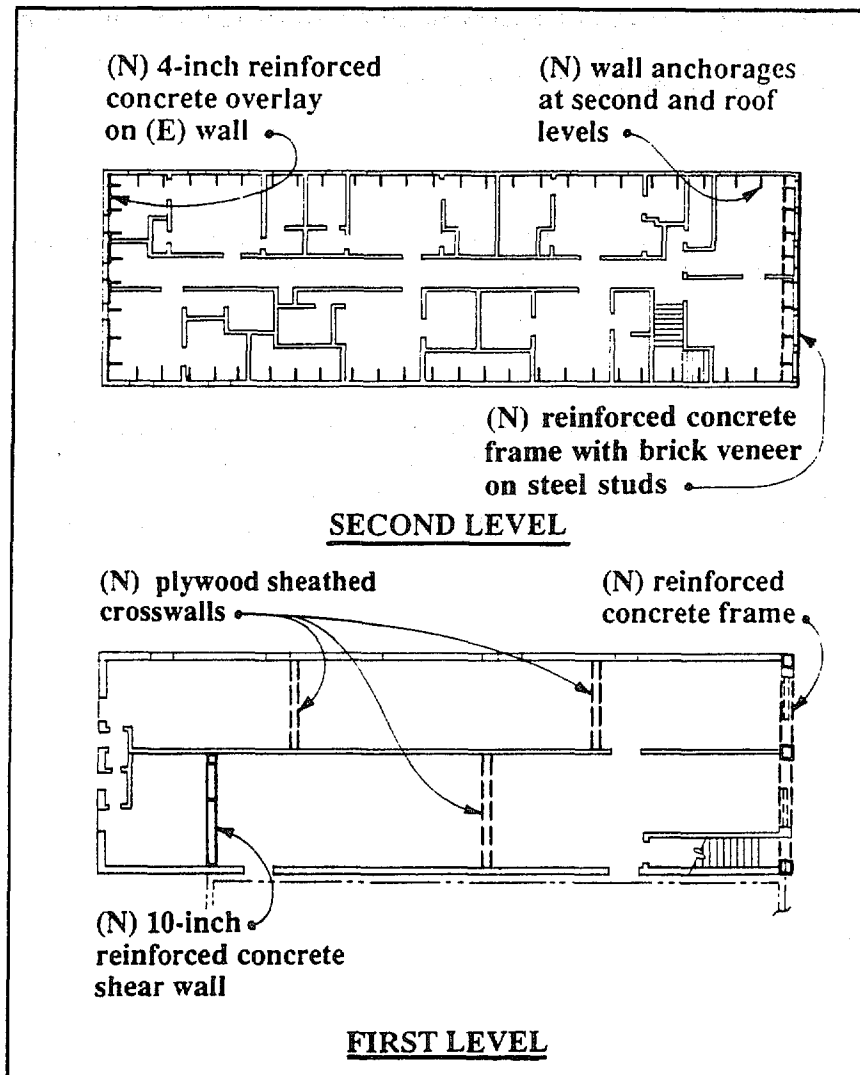 (N) 4-inch reinforced
concrete overlay
on (E) wall
(N) wall anchorages
at second and roof
levels
(N) reinforced concrete
frame with brick veneer
on steel studs
SECOND LEVEL
(N) plywood sheathed
crosswalls
(N) reinforced
concrete frame
(N) 10-inch
reinforced concrete
shear wall
FIRST LEVEL